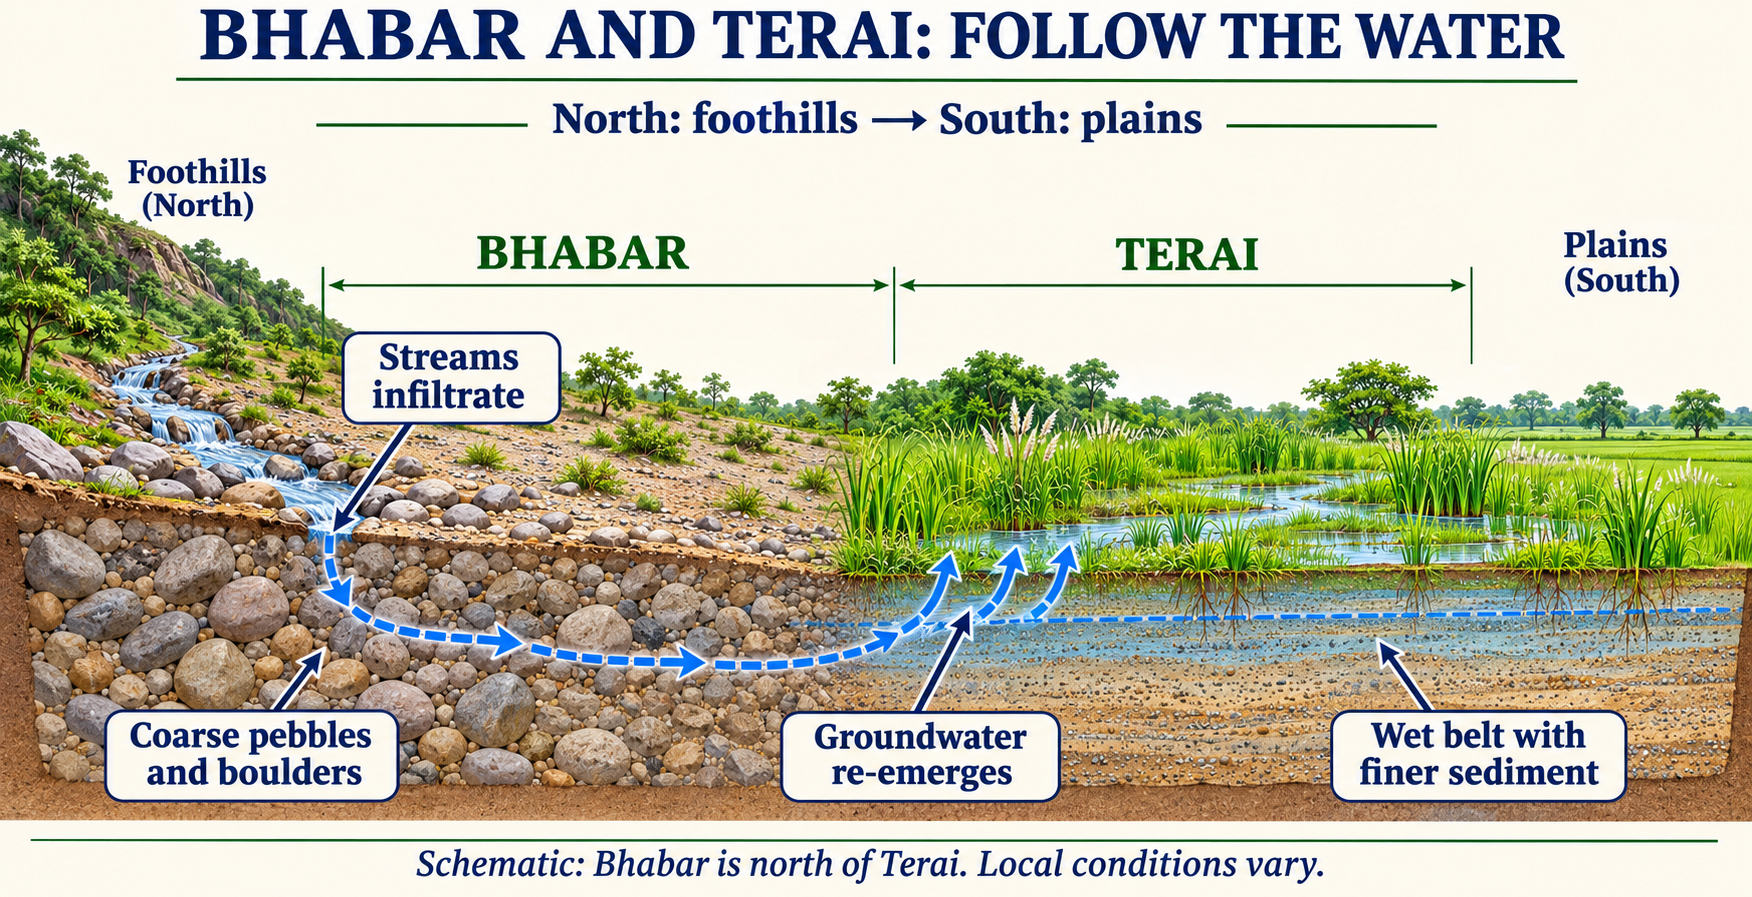 BHABAR AND TERAI: FOLLOW THE WATER
North: foothills → South: plains
Foothills
(North)
BHABAR
TERAI
Plains
(South)
Streams
infiltrate
Coarse pebbles
and boulders
Groundwater
re-emerges
Wet belt with
finer sediment
Schematic: Bhabar is north of Terai. Local conditions vary.